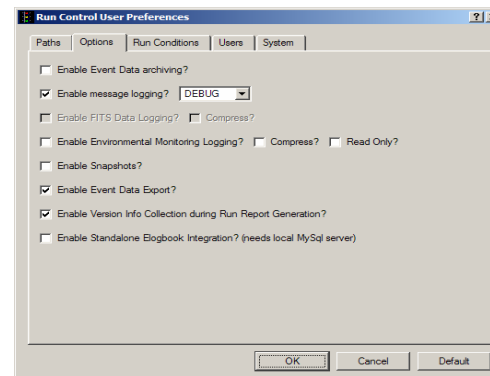 Run Control User Preferences ?
Paths Options Run Conditions Users System
Enable Event Data archiving?
Enable message logging? DEBUG
Enable FITS Data Logging? Compress?
Enable Environmental Monitoring Logging? Compress? Read Only?
Enable Snapshots?
Enable Event Data Export?
Enable Version Info Collection during Run Report Generation?
Enable Standalone Elogbook Integration? (needs local MySql server)
OK Cancel Default